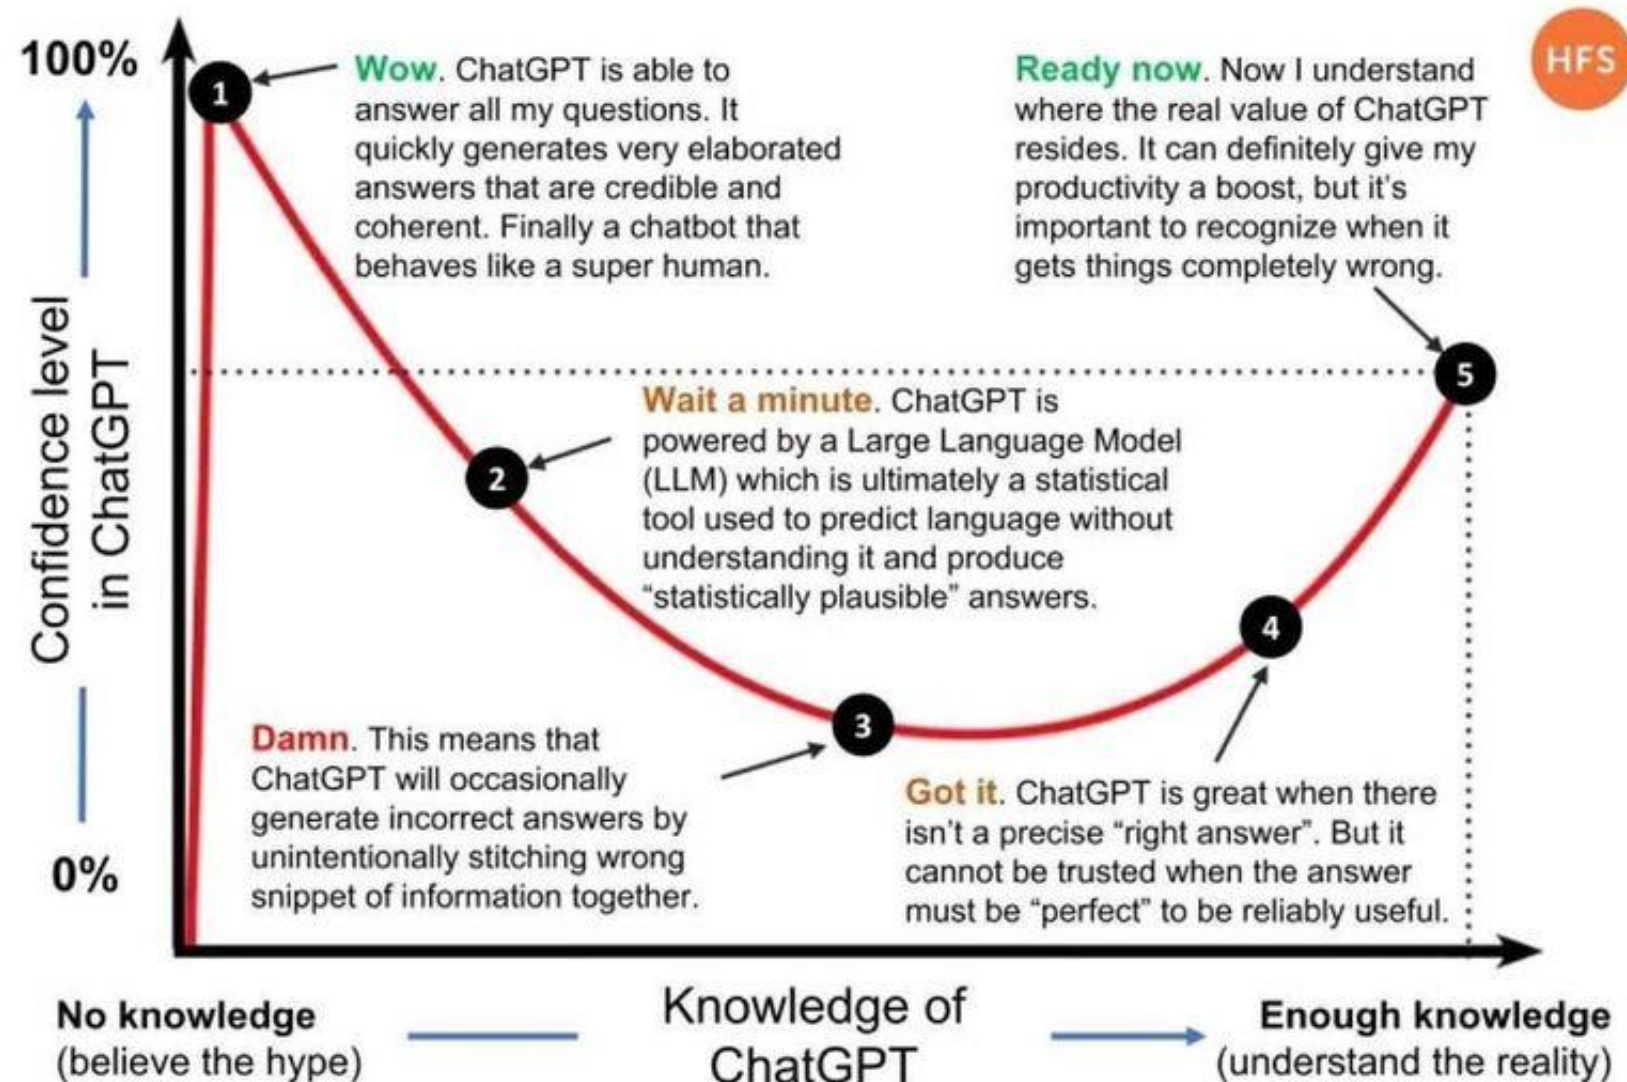 HFS
100%
1
Wow. ChatGPT is able to
answer all my questions. It
quickly generates very elaborated
answers that are credible and
coherent. Finally a chatbot that
behaves like a super human.
Ready now. Now I understand
where the real value of ChatGPT
resides. It can definitely give my
productivity a boost, but it's
important to recognize when it
gets things completely wrong.
5
Confidence level
in ChatGPT
2
Wait a minute. ChatGPT is
powered by a Large Language Model
(LLM) which is ultimately a statistical
tool used to predict language without
understanding it and produce
“statistically plausible” answers.
4
3
Damn. This means that
ChatGPT will occasionally
generate incorrect answers by
unintentionally stitching wrong
snippet of information together.
Got it. ChatGPT is great when there
isn't a precise “right answer”. But it
cannot be trusted when the answer
must be “perfect” to be reliably useful.
0%
No knowledge
(believe the hype)
Knowledge of
ChatGPT
Enough knowledge
(understand the reality)